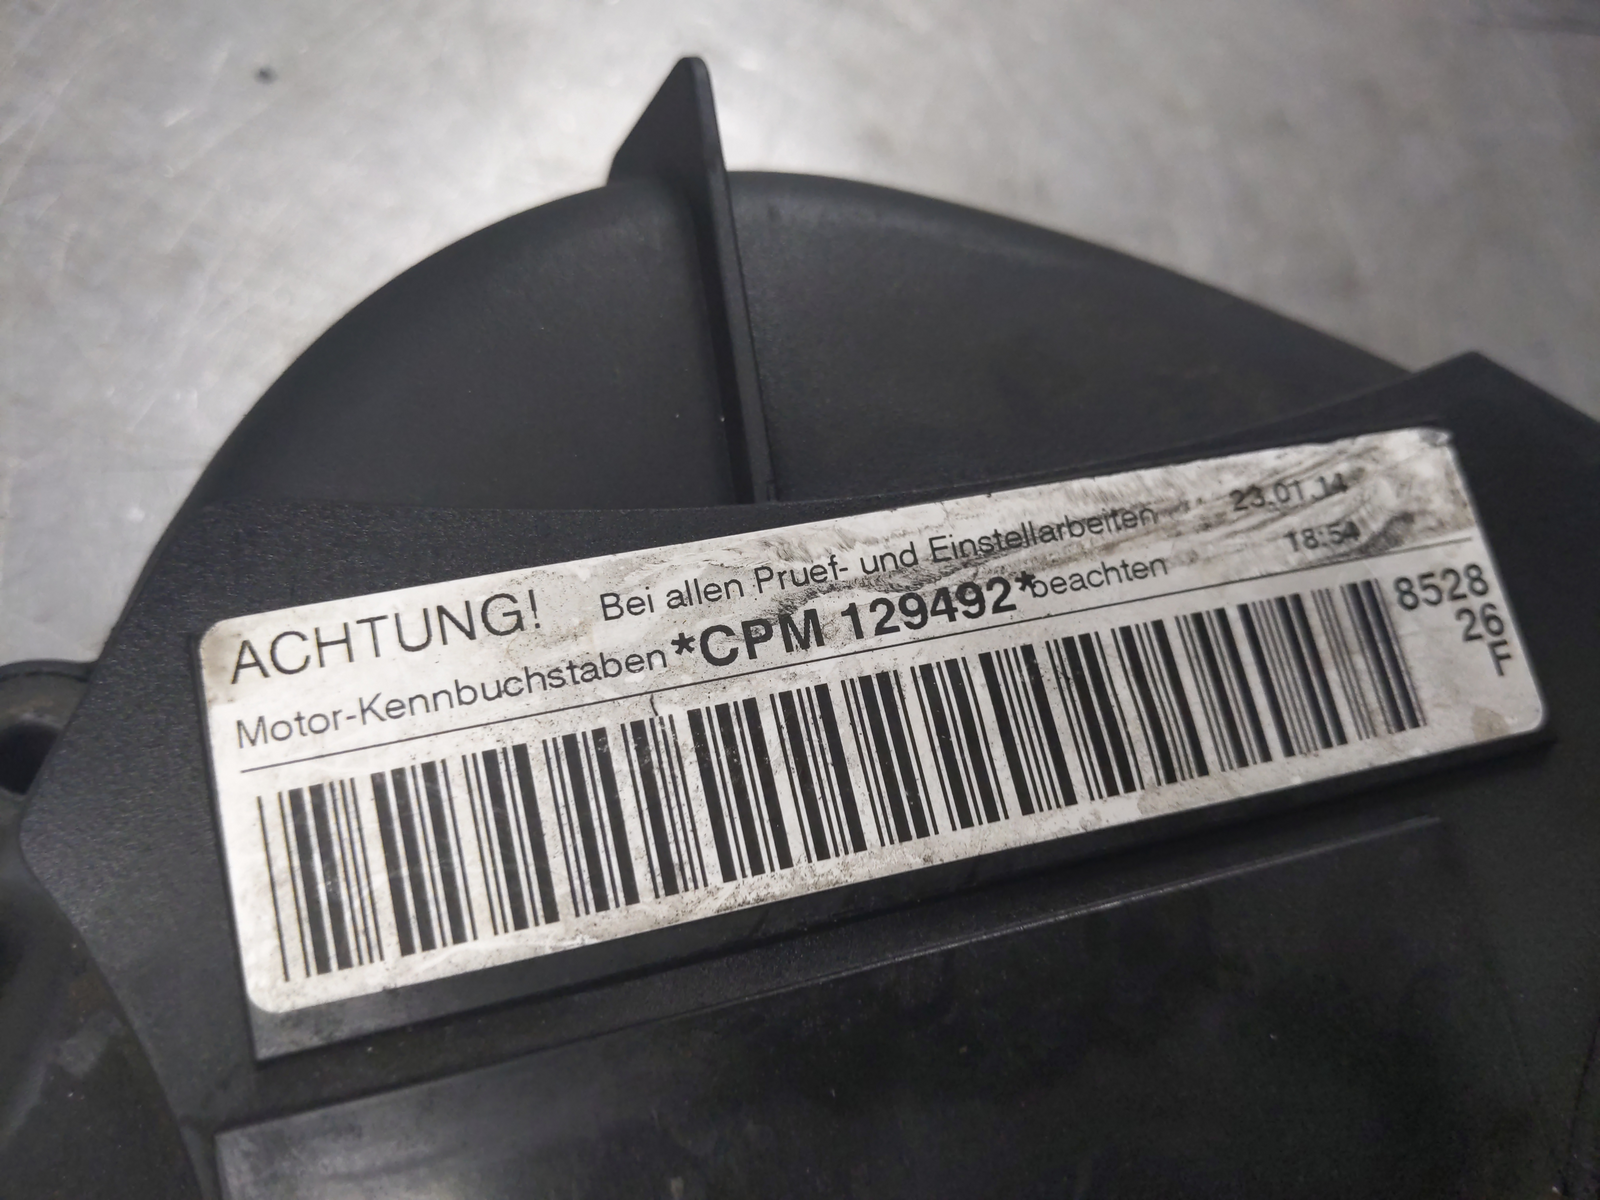 ACHTUNG! Bei allen Pruef- und Einstellarbeiten 23.01.14
Motor-Kennbuchstaben *CPM 129492* beachten 18:54
8528
26
F